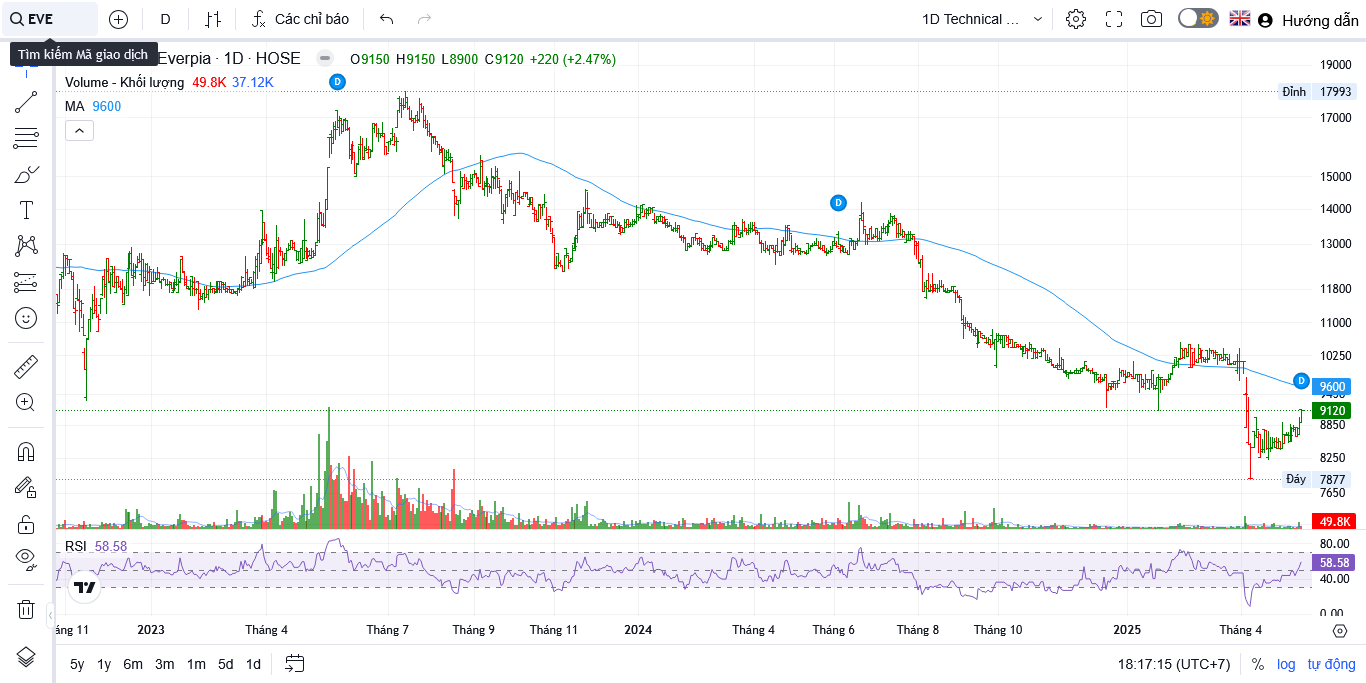 EVE
D
Các chỉ báo
1D Technical ...
Hướng dẫn
Tìm kiếm Mã giao dịch
Everpia · 1D · HOSE
O9150 H9150 L8900 C9120 +220 (+2.47%)
Volume - Khối lượng 49.8K 37.12K
MA 9600
D
D
D
19000
Đỉnh 17993
17000
15000
14000
13000
11800
11000
10250
9600
9450
9120
8850
8250
Đáy 7877
7650
49.8K
RSI 58.58
80.00
58.58
40.00
0.00
áng 11 2023 Tháng 4 Tháng 7 Tháng 9 Tháng 11 2024 Tháng 4 Tháng 6 Tháng 8 Tháng 10 2025 Tháng 4
5y 1y 6m 3m 1m 5d 1d
18:17:15 (UTC+7) % log tự động